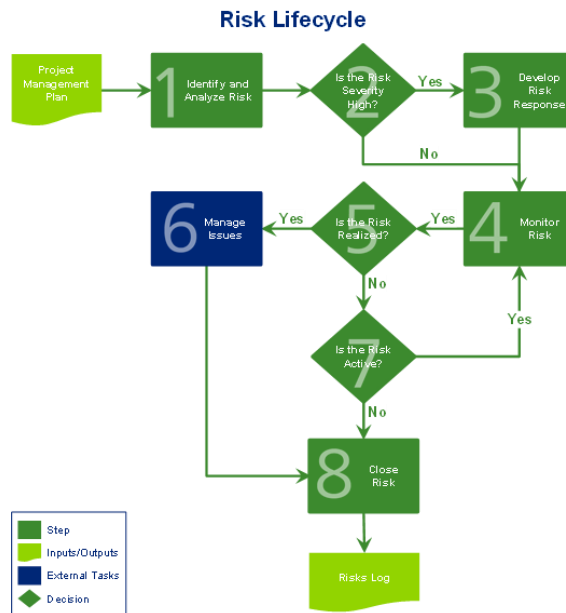 Risk Lifecycle
Project
Management
Plan
1
Identify and
Analyze Risk
2
Is the Risk
Severity
High?
Yes
3
Develop
Risk
Response
No
6
Manage
Issues
Yes
5
Is the Risk
Realized?
Yes
4
Monitor
Risk
No
7
Is the Risk
Active?
Yes
No
8
Close
Risk
Step
Inputs/Outputs
External Tasks
Decision
Risks Log